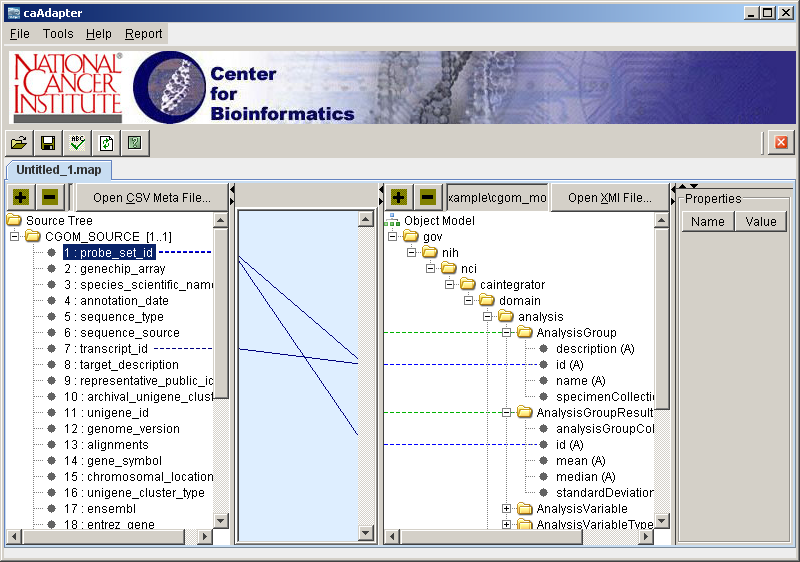 caAdapter
File Tools Help Report
NATIONAL
CANCER
INSTITUTE
Center
for
Bioinformatics
ABC
Untitled_1.map
Open CSV Meta File...
xample\cgom_mo
Open XMI File...
Properties
Name Value
Source Tree
CGOM_SOURCE [1..1]
1 : probe_set_id
2 : genechip_array
3 : species_scientific_name
4 : annotation_date
5 : sequence_type
6 : sequence_source
7 : transcript_id
8 : target_description
9 : representative_public_id
10 : archival_unigene_clust
11 : unigene_id
12 : genome_version
13 : alignments
14 : gene_symbol
15 : chromosomal_location
16 : unigene_cluster_type
17 : ensembl
18 : entrez_gene
Object Model
gov
nih
nci
caintegrator
domain
analysis
AnalysisGroup
description (A)
id (A)
name (A)
specimenCollecti
AnalysisGroupResult
analysisGroupCol
id (A)
mean (A)
median (A)
standardDeviation
AnalysisVariable
AnalysisVariableType